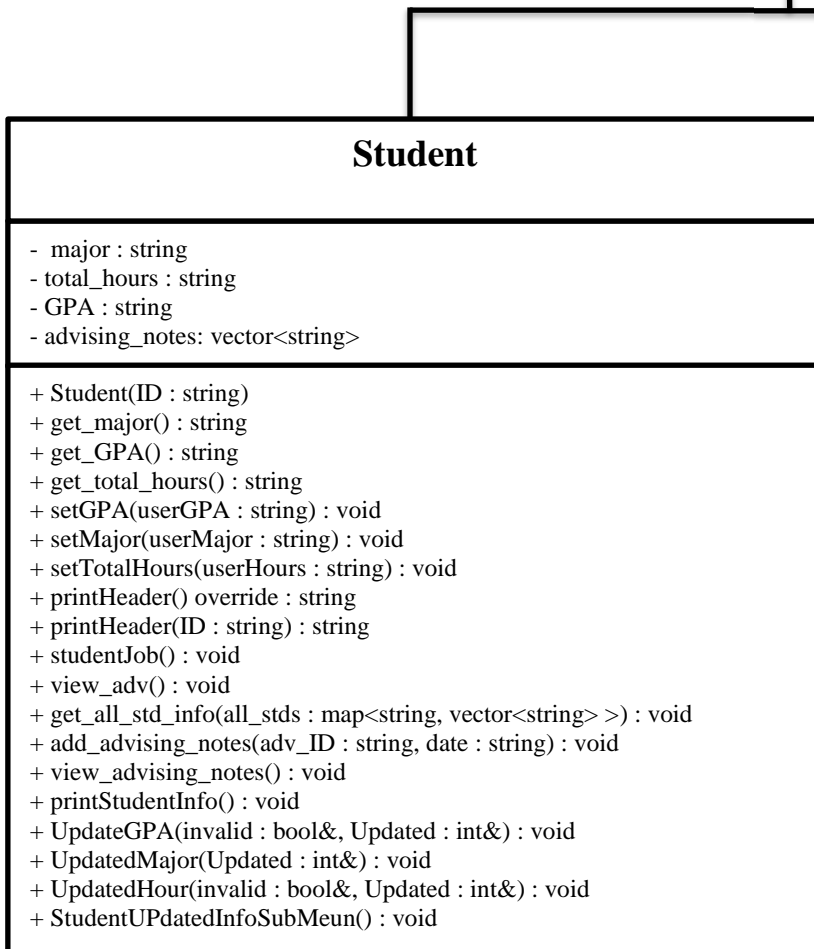 Student
- major : string
- total_hours : string
- GPA : string
- advising_notes: vector<string>
+ Student(ID : string)
+ get_major() : string
+ get_GPA() : string
+ get_total_hours() : string
+ setGPA(userGPA : string) : void
+ setMajor(userMajor : string) : void
+ setTotalHours(userHours : string) : void
+ printHeader() override : string
+ printHeader(ID : string) : string
+ studentJob() : void
+ view_adv() : void
+ get_all_std_info(all_stds : map<string, vector<string> >) : void
+ add_advising_notes(adv_ID : string, date : string) : void
+ view_advising_notes() : void
+ printStudentInfo() : void
+ UpdateGPA(invalid : bool&, Updated : int&) : void
+ UpdatedMajor(Updated : int&) : void
+ UpdatedHour(invalid : bool&, Updated : int&) : void
+ StudentUPdatedInfoSubMeun() : void